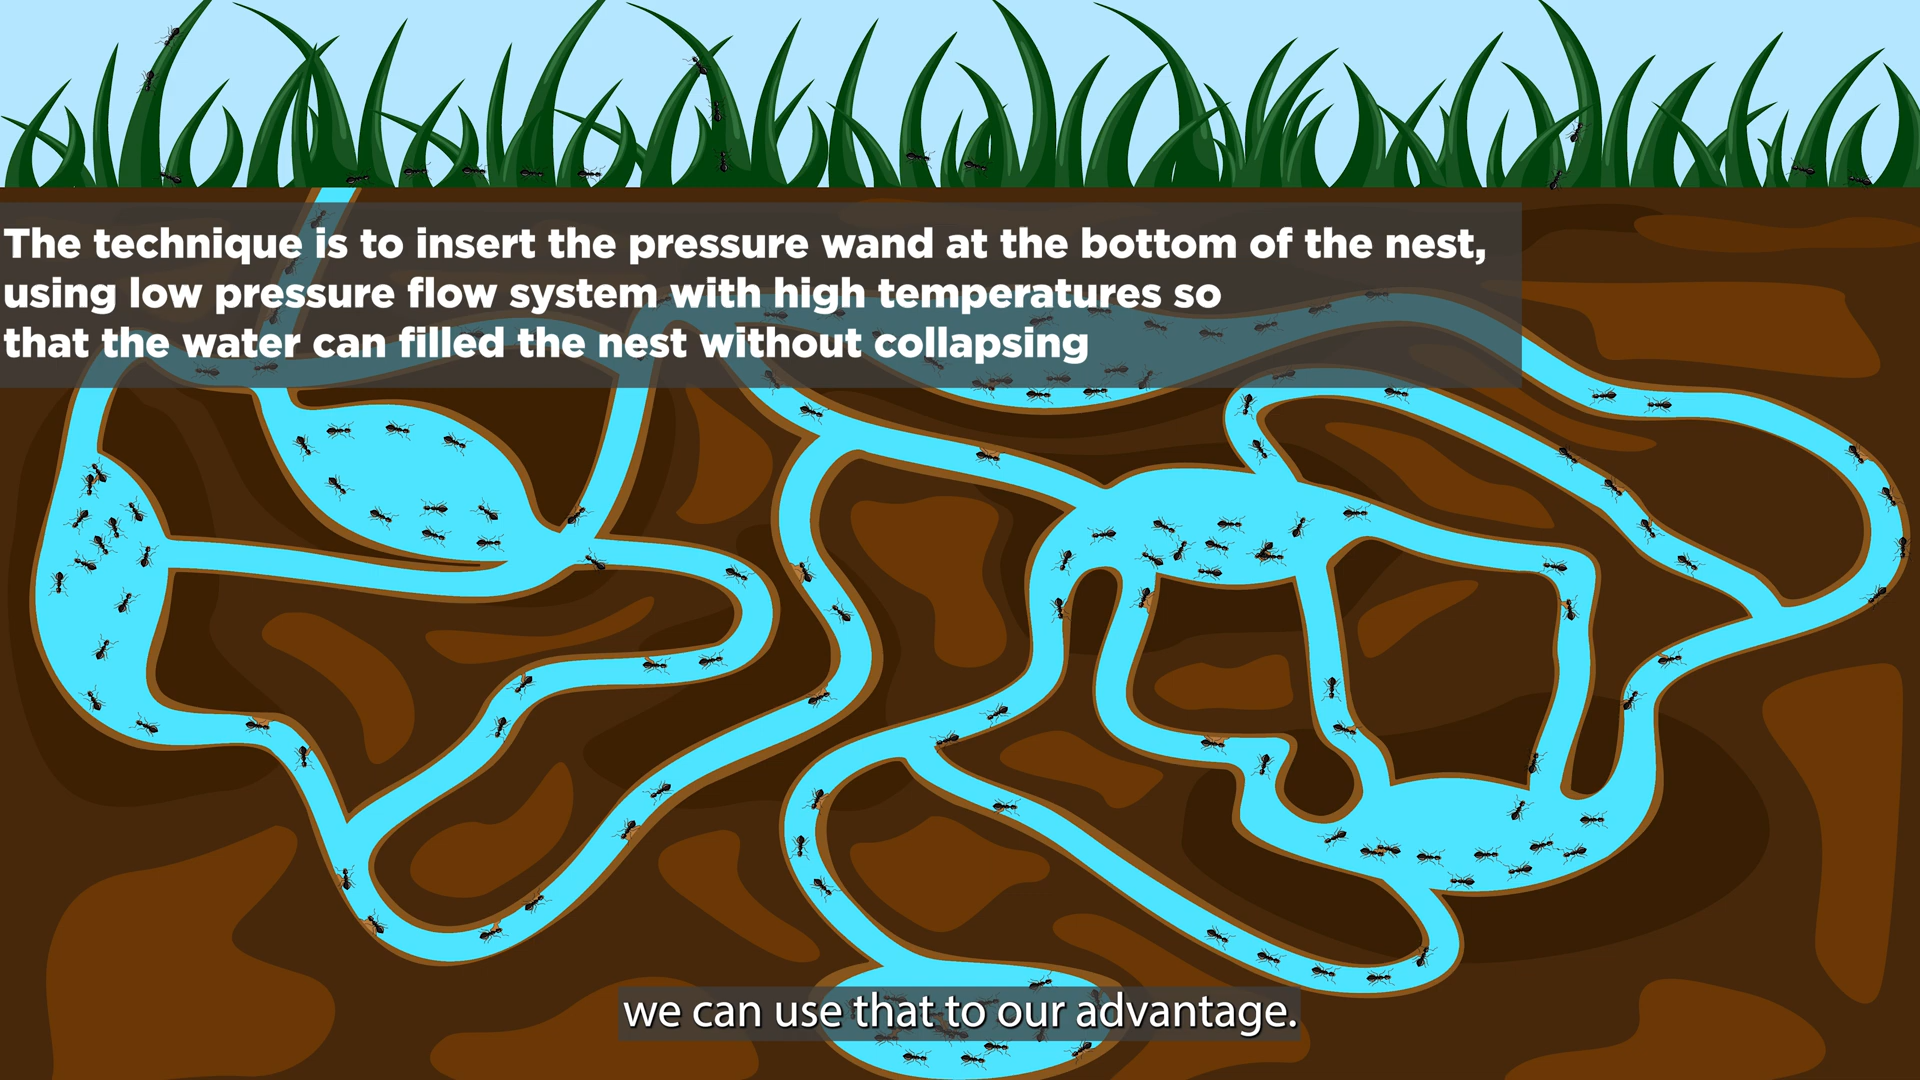 The technique is to insert the pressure wand at the bottom of the nest,
using low pressure flow system with high temperatures so
that the water can filled the nest without collapsing
we can use that to our advantage.